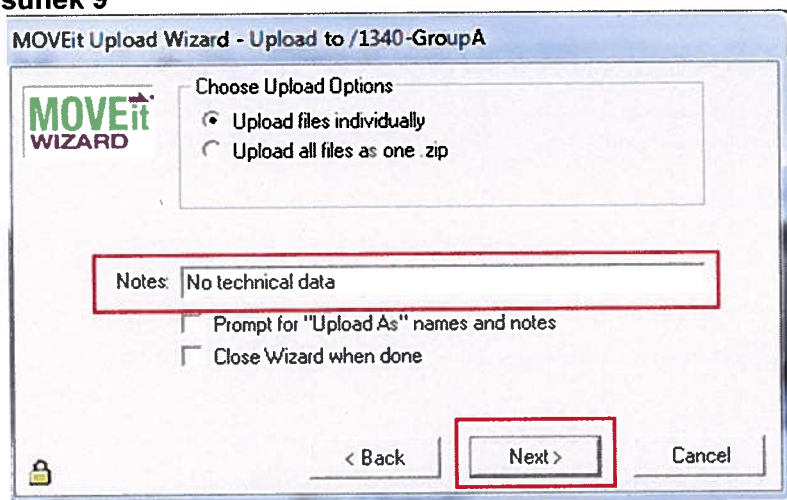 sunek 9
MOVEit Upload Wizard - Upload to /1340-GroupA
MOVEit
WIZARD
Choose Upload Options
Upload files individually
Upload all files as one .zip
Notes: No technical data
Prompt for "Upload As" names and notes
Close Wizard when done
< Back Next > Cancel